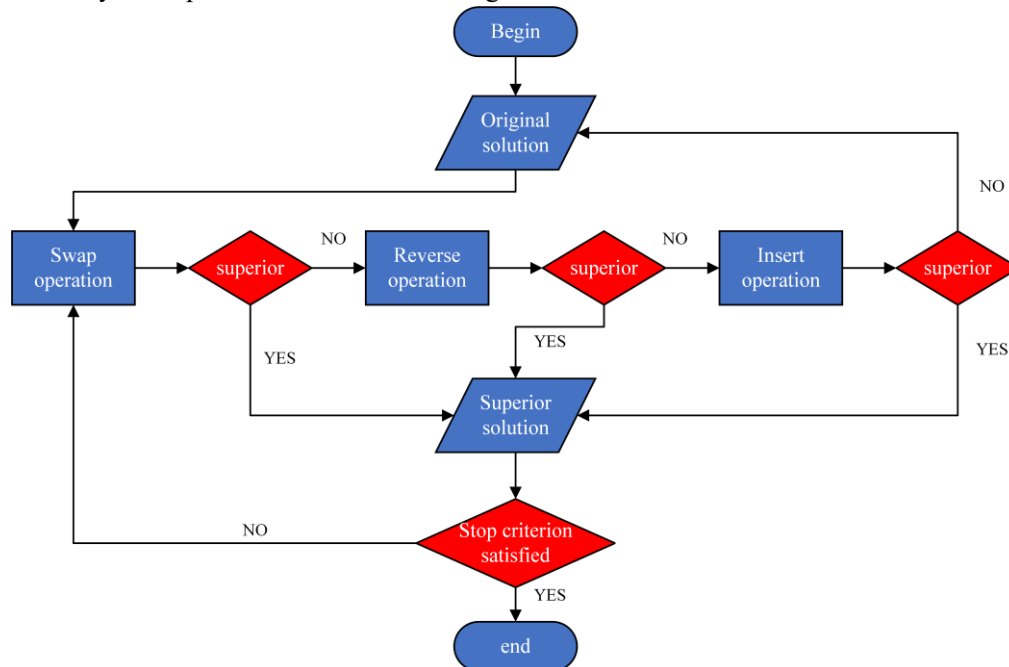 Begin
Original
solution
NO
Swap
operation
superior
NO
Reverse
operation
superior
NO
Insert
operation
superior
YES
YES
YES
Superior
solution
NO
Stop criterion
satisfied
YES
end